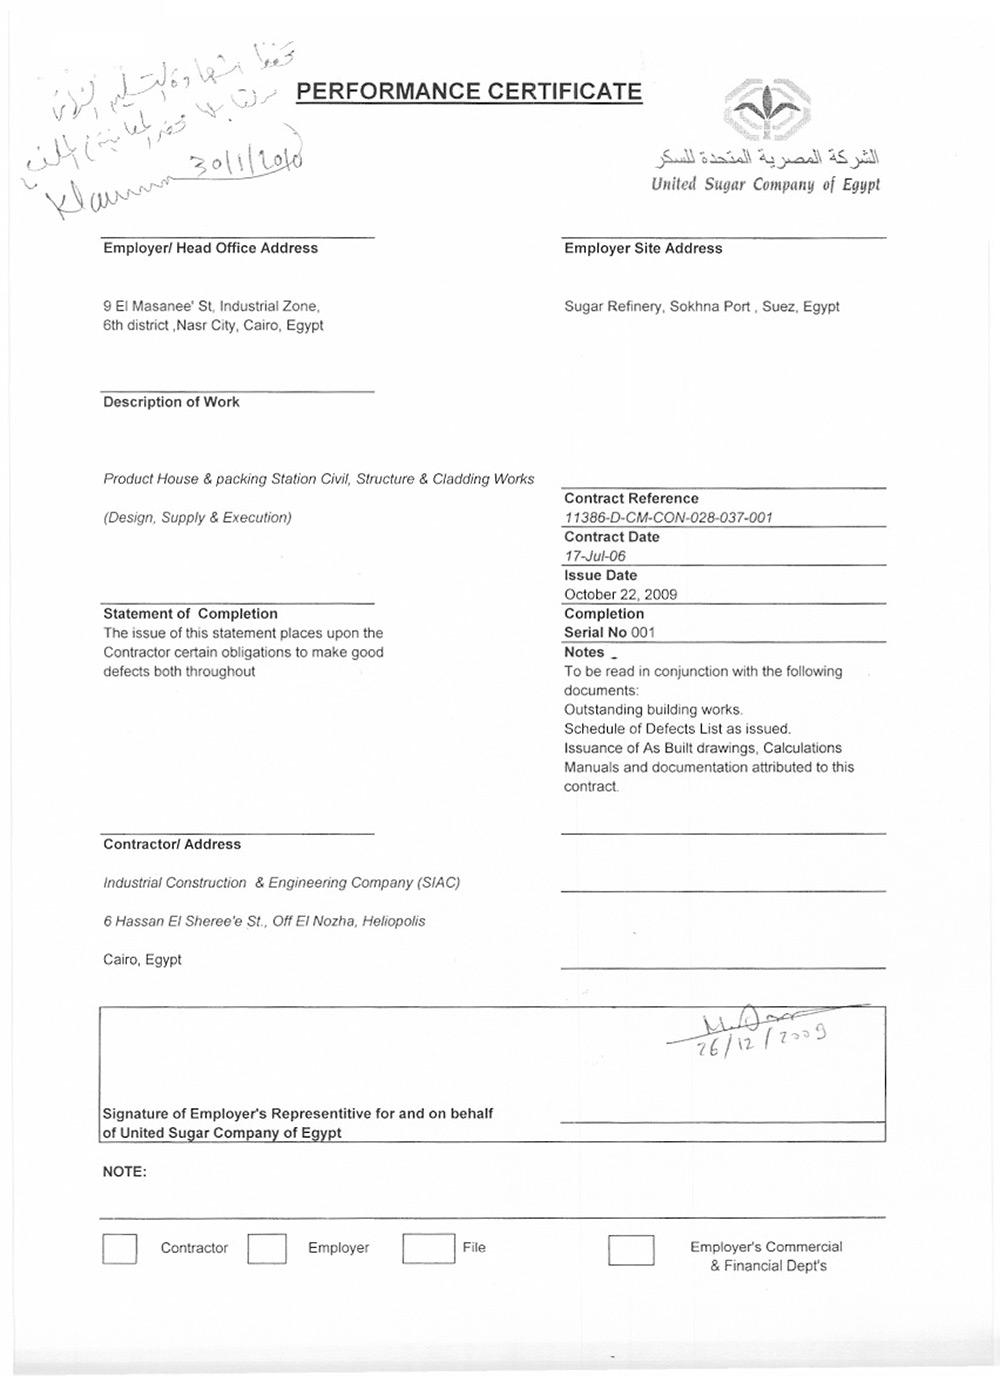 30/1/2010
PERFORMANCE CERTIFICATE
الشركة المصرية المتحدة للسكر
United Sugar Company of Egypt
Employer/ Head Office Address
9 El Masanee' St, Industrial Zone,
6th district ,Nasr City, Cairo, Egypt
Employer Site Address
Sugar Refinery, Sokhna Port , Suez, Egypt
Description of Work
Product House & packing Station Civil, Structure & Cladding Works
(Design, Supply & Execution)
Contract Reference
11386-D-CM-CON-028-037-001
Contract Date
17-Jul-06
Issue Date
October 22, 2009
Completion
Serial No 001
Statement of Completion
The issue of this statement places upon the
Contractor certain obligations to make good
defects both throughout
Notes _
To be read in conjunction with the following
documents:
Outstanding building works.
Schedule of Defects List as issued.
Issuance of As Built drawings, Calculations
Manuals and documentation attributed to this
contract.
Contractor/ Address
Industrial Construction & Engineering Company (SIAC)
6 Hassan El Sheree'e St., Off El Nozha, Heliopolis
Cairo, Egypt
26/12/2009
Signature of Employer's Representitive for and on behalf
of United Sugar Company of Egypt
NOTE:
Contractor
Employer
File
Employer's Commercial
& Financial Dept's